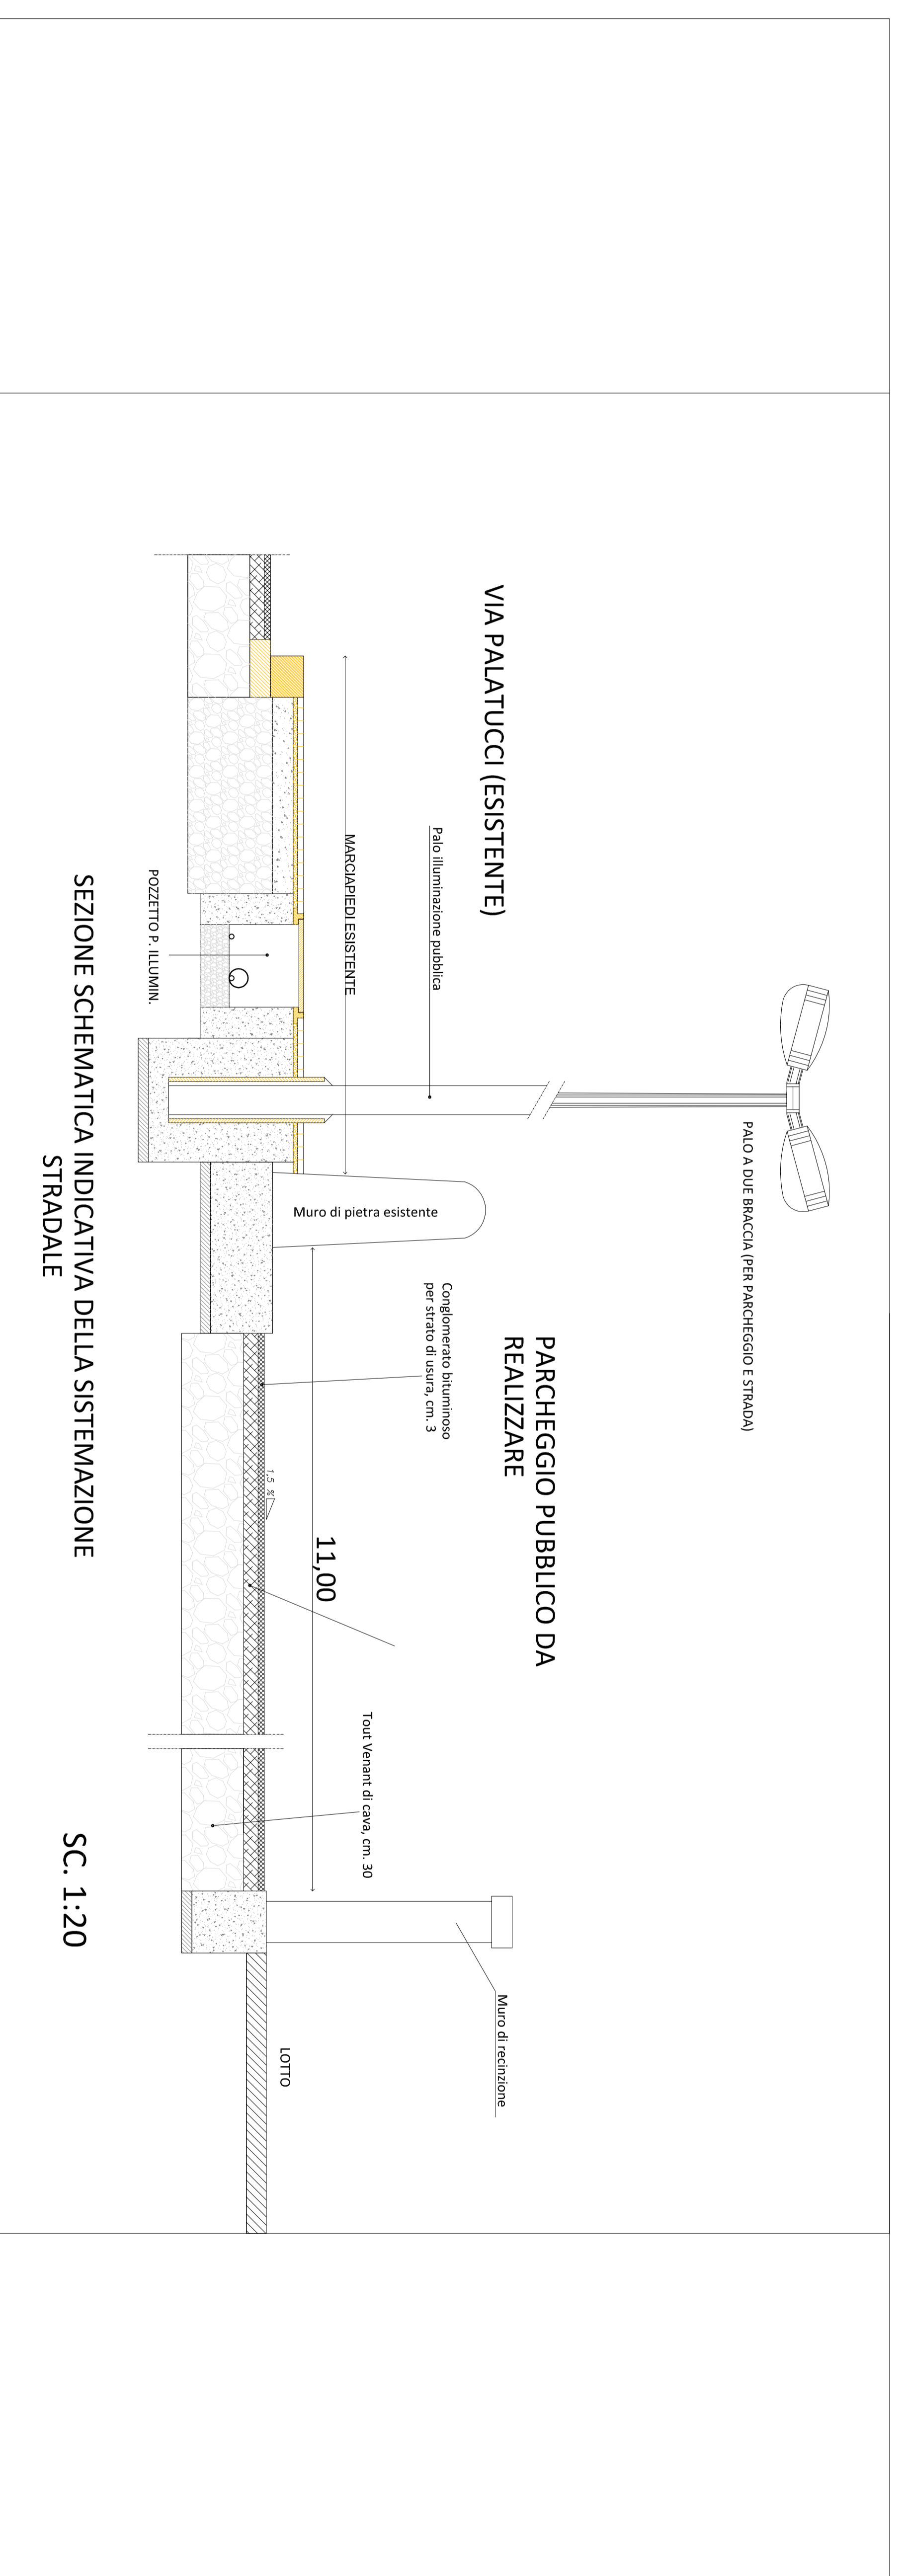 PALO A DUE BRACCIA (PER PARCHEGGIO E STRADA)
VIA PALATUCCI (ESISTENTE)
PARCHEGGIO PUBBLICO DA
REALIZZARE
Palo illuminazione pubblica
Muro di recinzione
Conglomerato bituminoso
per strato di usura, cm. 3
Tout Venant di cava, cm. 30
MARCIAPIEDI ESISTENTE
Muro di pietra esistente
11,00
1,5 %
LOTTO
POZZETTO P. ILLUMIN.
SEZIONE SCHEMATICA INDICATIVA DELLA SISTEMAZIONE
STRADALE
SC. 1:20